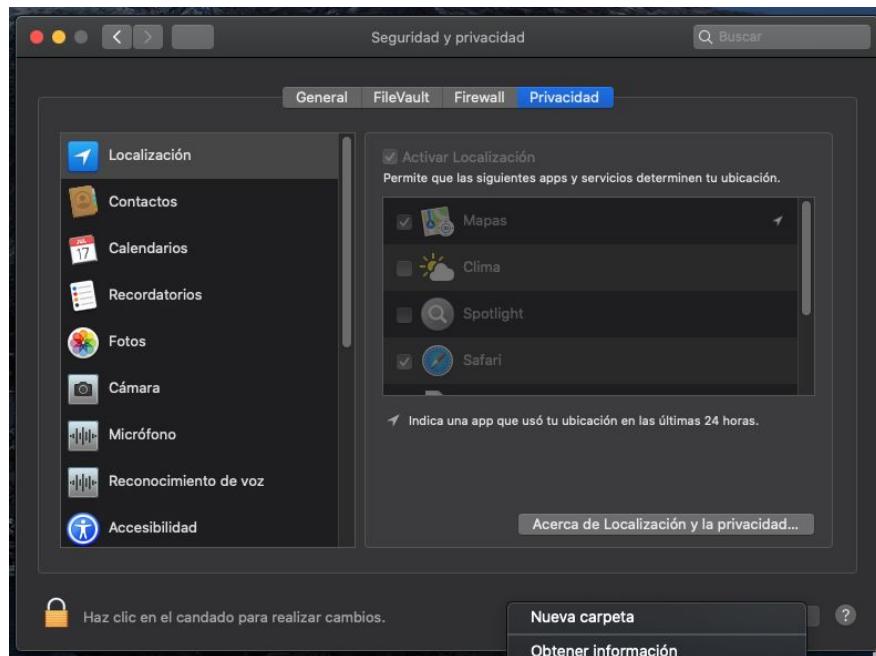 Seguridad y privacidad
Buscar
General FileVault Firewall Privacidad
Localización
Contactos
JUL
17
Calendarios
Recordatorios
Fotos
Cámara
Micrófono
Reconocimiento de voz
Accesibilidad
Activar Localización
Permite que las siguientes apps y servicios determinen tu ubicación.
Mapas
Clima
Spotlight
Safari
Indica una app que usó tu ubicación en las últimas 24 horas.
Acerca de Localización y la privacidad...
Haz clic en el candado para realizar cambios.
?
Nueva carpeta
Obtener información